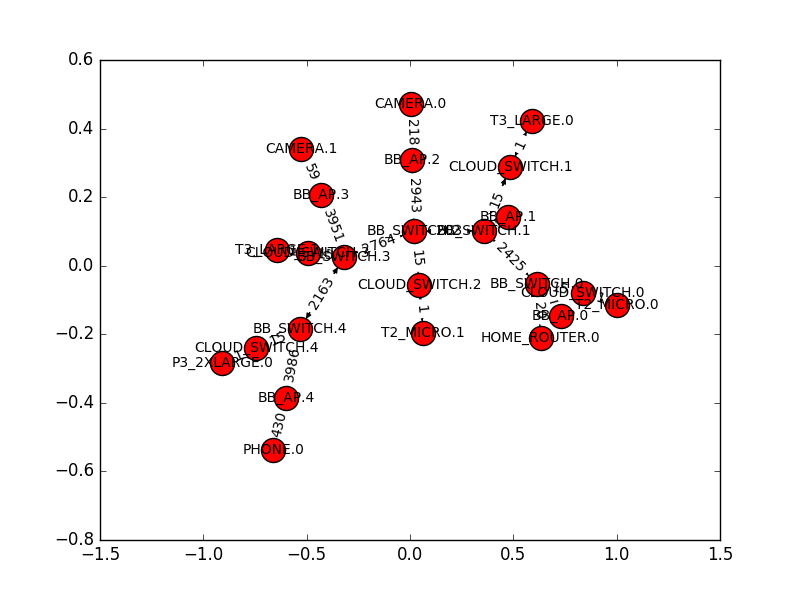 0.6
0.4
0.2
0.0
−0.2
−0.4
−0.6
−0.8
−1.5
−1.0
−0.5
0.0
0.5
1.0
1.5
CAMERA.0
T3_LARGE.0
218
1
CAMERA.1
BB_AP.2
CLOUD_SWITCH.1
59
BB_AP.3
2943
15
BB_AP.1
3951
2764
BB_SWITCH.1
BB_SWITCH.3
2425
15
CLOUD_SWITCH.2
BB_SWITCH.0
CLOUD_SWITCH.0
T2_MICRO.0
2163
1
BB_AP.0
BB_SWITCH.4
T2_MICRO.1
HOME_ROUTER.0
15
CLOUD_SWITCH.4
1
P3_2XLARGE.0
3986
BB_AP.4
430
PHONE.0